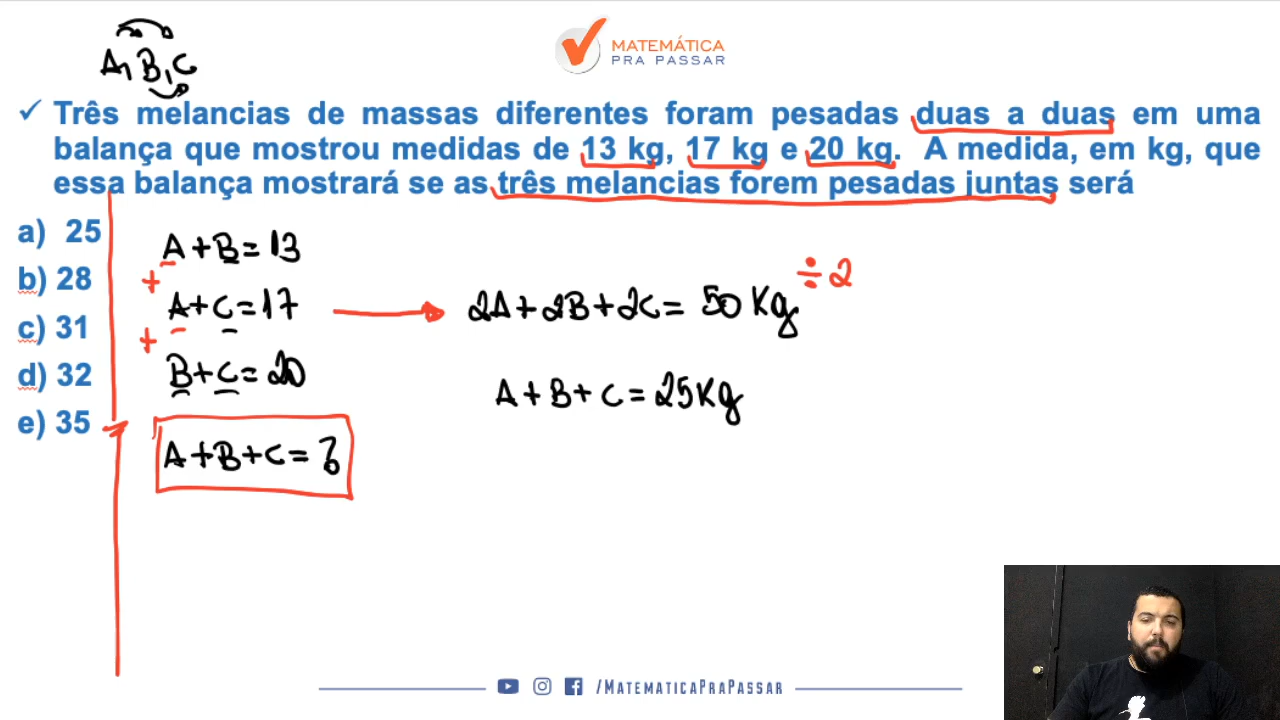 A, B, C
MATEMÁTICA
PRA PASSAR
✓ Três melancias de massas diferentes foram pesadas duas a duas em uma
balança que mostrou medidas de 13 kg, 17 kg e 20 kg. A medida, em kg, que
essa balança mostrará se as três melancias forem pesadas juntas será
a) 25
b) 28
c) 31
d) 32
e) 35
A+B=13
+
A+C=17
+
B+C=20
A+B+C=?
2A+2B+2C=50Kg ÷2
A+B+C=25Kg
/MATEMATICAPRAPASSAR